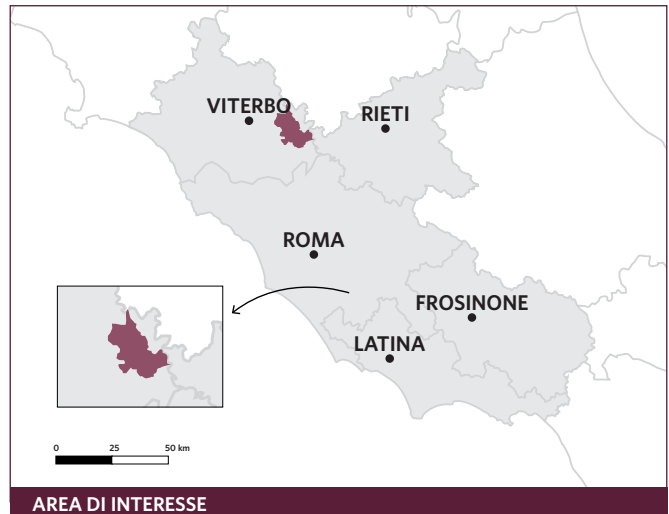 VITERBO
RIETI
ROMA
FROSINONE
LATINA
0 25 50 km
AREA DI INTERESSE